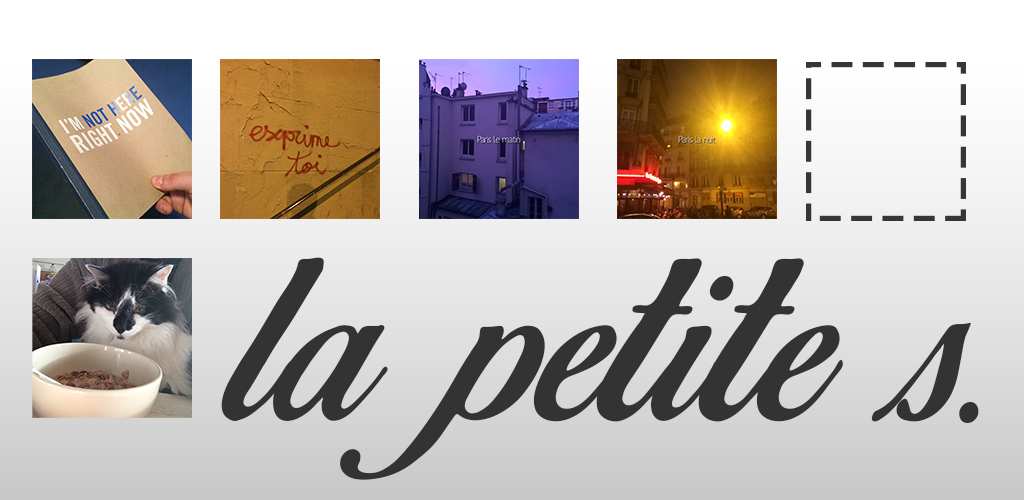 I'M NOT HERE
RIGHT NOW
exprime
toi
Paris le matin
Paris la nuit
la petite s.